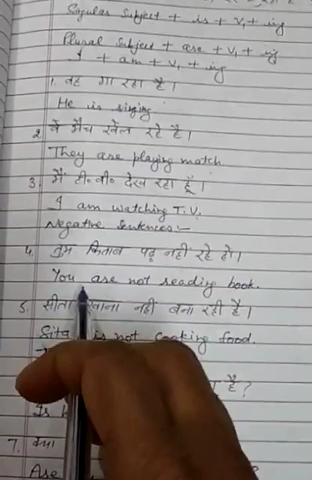 Singular Subject + is + V1 + ing
Plural Subject + are + V1 + ing
I + am + V1 + ing
1. वह गा रहा है।
He is singing
2. वे मैच खेल रहे है।
They are playing match
3. मैं टी॰ वी॰ देख रहा हूँ।
I am watching T.V.
Negative Sentences:-
4. तुम किताब पढ़ नहीं रहे हो।
You are not reading book.
5. सीता खाना नहीं बना रही है।
Sita is not cooking food.
है?
Is
7. क्या
Are